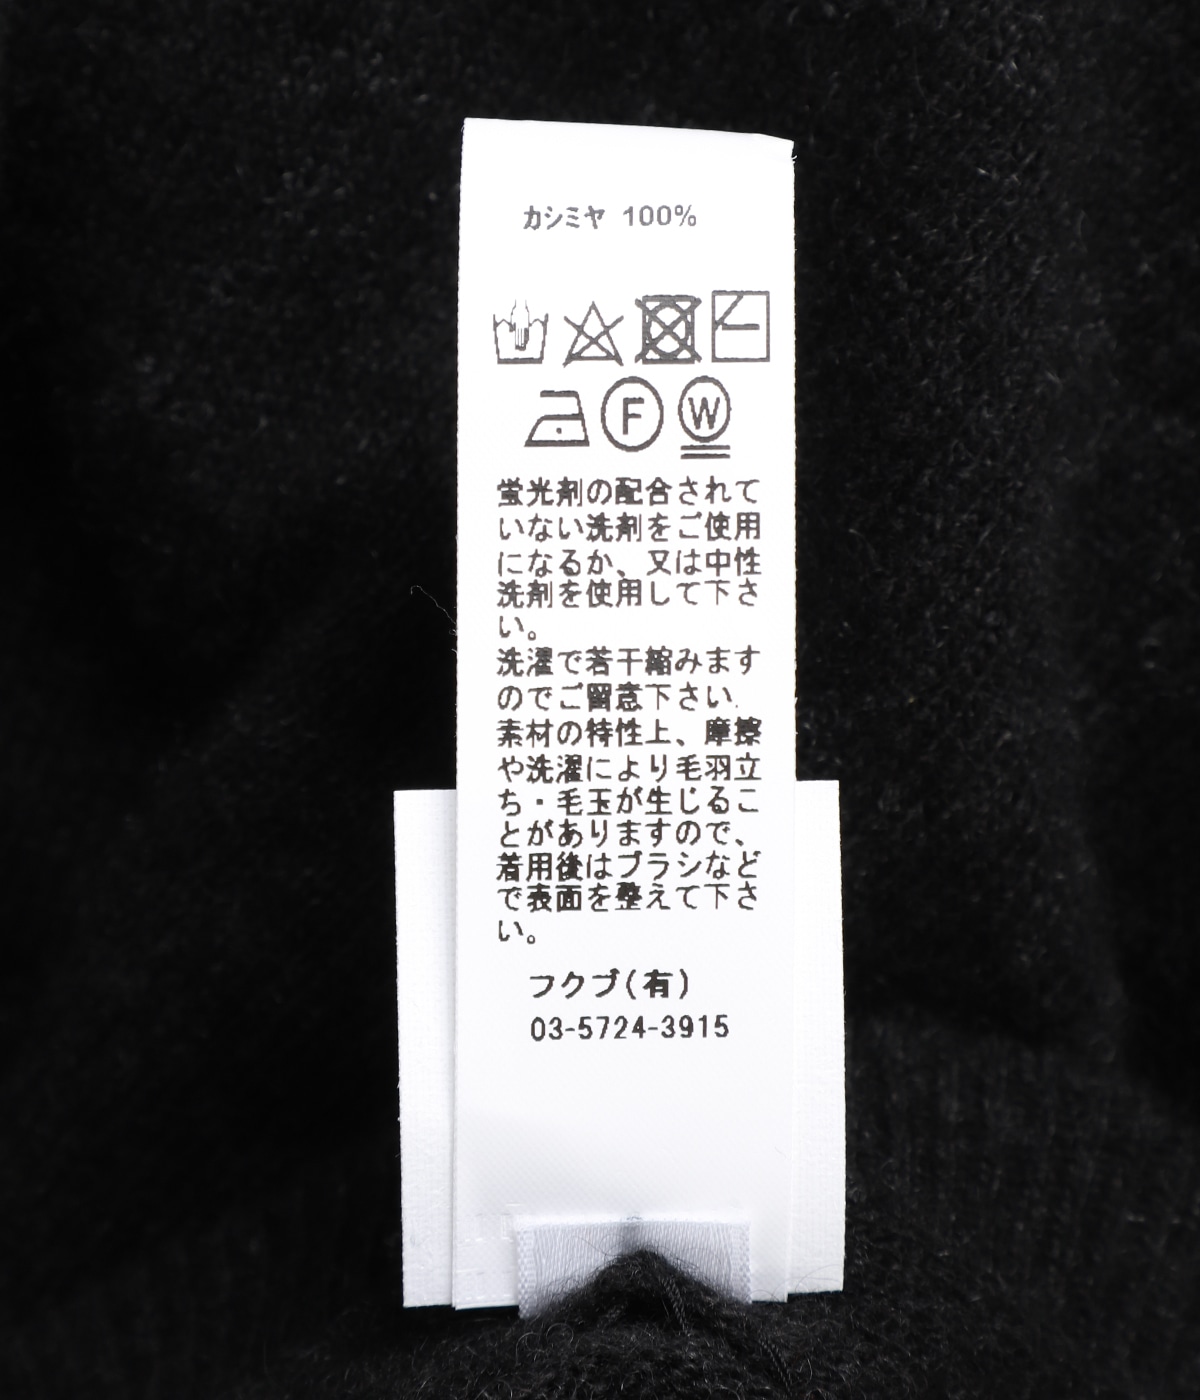 カシミヤ 100%
F W
蛍光剤の配合されて
いない洗剤をご使用
になるか、又は中性
洗剤を使用して下さ
い。
洗濯で若干縮みます
のでご留意下さい.
素材の特性上、摩擦
や洗濯により毛羽立
ち・毛玉が生じるこ
とがありますので、
着用後はブラシなど
で表面を整えて下さ
い。
フクブ(有)
03-5724-3915